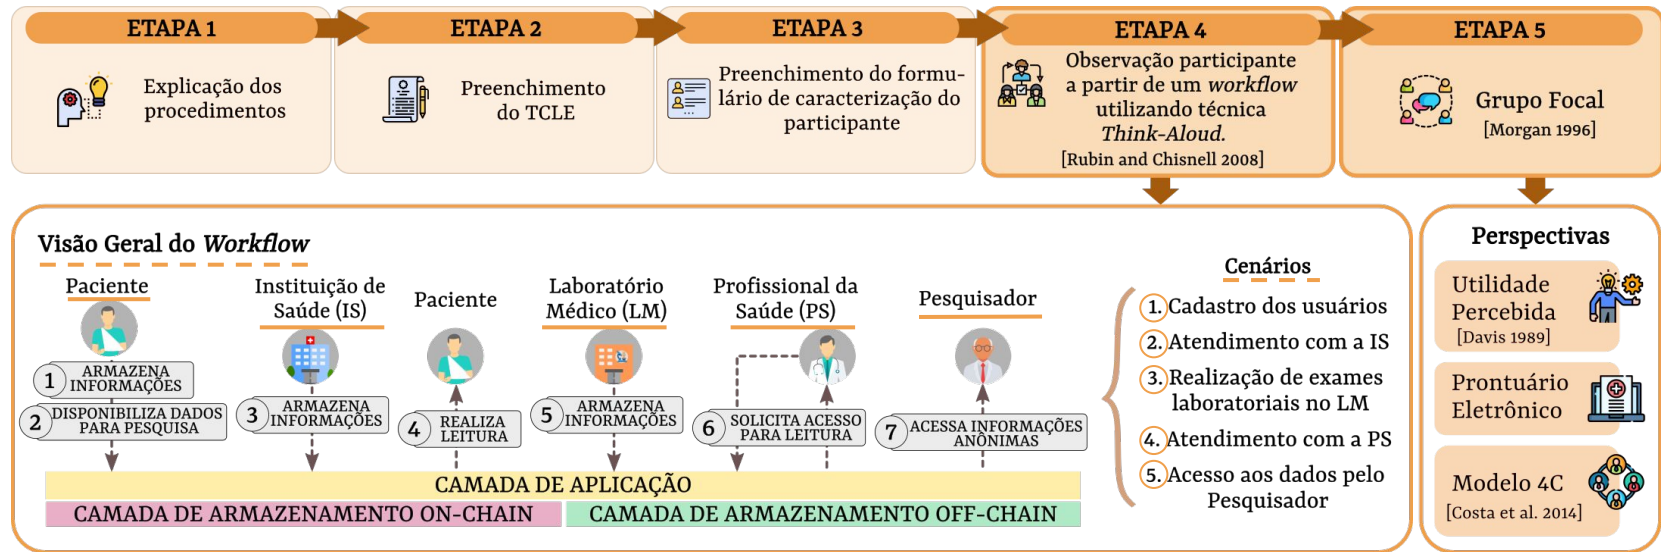 ETAPA 1
Explicação dos
procedimentos
ETAPA 2
Preenchimento
do TCLE
ETAPA 3
Preenchimento do formu-
lário de caracterização do
participante
ETAPA 4
Observação participante
a partir de um workflow
utilizando técnica
Think-Aloud.
[Rubin and Chisnell 2008]
ETAPA 5
Grupo Focal
[Morgan 1996]
Visão Geral do Workflow
Paciente
1 ARMAZENA
INFORMAÇÕES
2 DISPONIBILIZA DADOS
PARA PESQUISA
Instituição de
Saúde (IS)
3 ARMAZENA
INFORMAÇÕES
Paciente
4 REALIZA
LEITURA
Laboratório
Médico (LM)
5 ARMAZENA
INFORMAÇÕES
Profissional da
Saúde (PS)
6 SOLICITA ACESSO
PARA LEITURA
Pesquisador
7 ACESSA INFORMAÇÕES
ANÔNIMAS
CAMADA DE APLICAÇÃO
CAMADA DE ARMAZENAMENTO ON-CHAIN
CAMADA DE ARMAZENAMENTO OFF-CHAIN
Cenários
1. Cadastro dos usuários
2. Atendimento com a IS
3. Realização de exames
laboratoriais no LM
4. Atendimento com a PS
5. Acesso aos dados pelo
Pesquisador
Perspectivas
Utilidade
Percebida
[Davis 1989]
Prontuário
Eletrônico
Modelo 4C
[Costa et al. 2014]